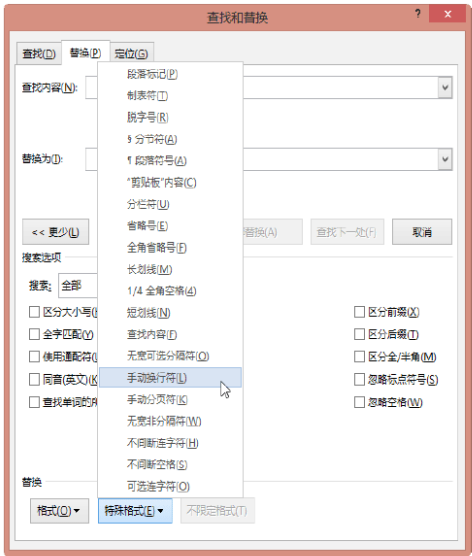 查找和替换
? ×
查找(D) 替换(P) 定位(G)
查找内容(N):
替换为(I):
段落标记(P)
制表符(T)
脱字号(R)
§ 分节符(A)
¶ 段落符号(A)
"剪贴板"内容(C)
分栏符(U)
省略号(E)
全角省略号(F)
长划线(M)
1/4 全角空格(4)
短划线(N)
查找内容(F)
无宽可选分隔符(O)
手动换行符(L)
手动分页符(K)
无宽非分隔符(W)
不间断连字符(H)
不间断空格(S)
可选连字符(O)
<< 更少(L) 替换(A) 查找下一处(F) 取消
搜索选项
搜索: 全部
区分大小写(H 区分前缀(X)
全字匹配(Y) 区分后缀(T)
使用通配符(U 区分全/半角(M)
同音(英文)(K 忽略标点符号(S)
查找单词的所 忽略空格(W)
替换
格式(O) 特殊格式(E) 不限定格式(T)